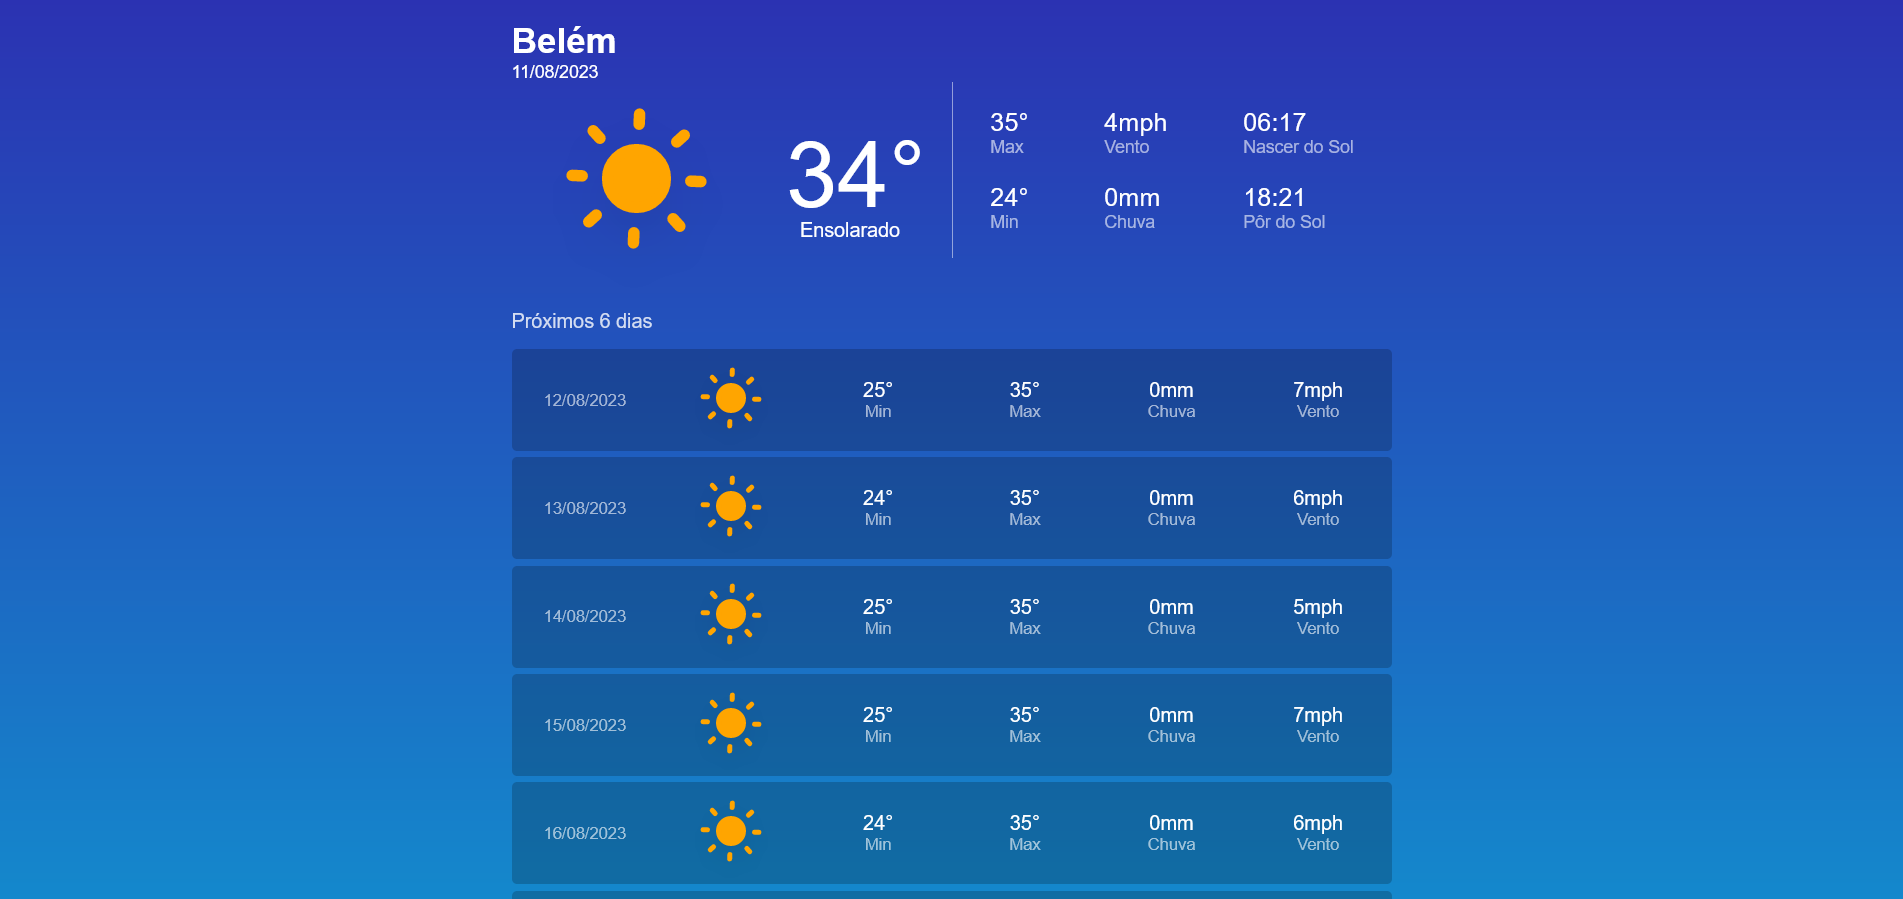 Belém
11/08/2023
34°
Ensolarado
35° 4mph 06:17
Max Vento Nascer do Sol
24° 0mm 18:21
Min Chuva Pôr do Sol
Próximos 6 dias
12/08/2023
25° 35° 0mm 7mph
Min Max Chuva Vento
13/08/2023
24° 35° 0mm 6mph
Min Max Chuva Vento
14/08/2023
25° 35° 0mm 5mph
Min Max Chuva Vento
15/08/2023
25° 35° 0mm 7mph
Min Max Chuva Vento
16/08/2023
24° 35° 0mm 6mph
Min Max Chuva Vento